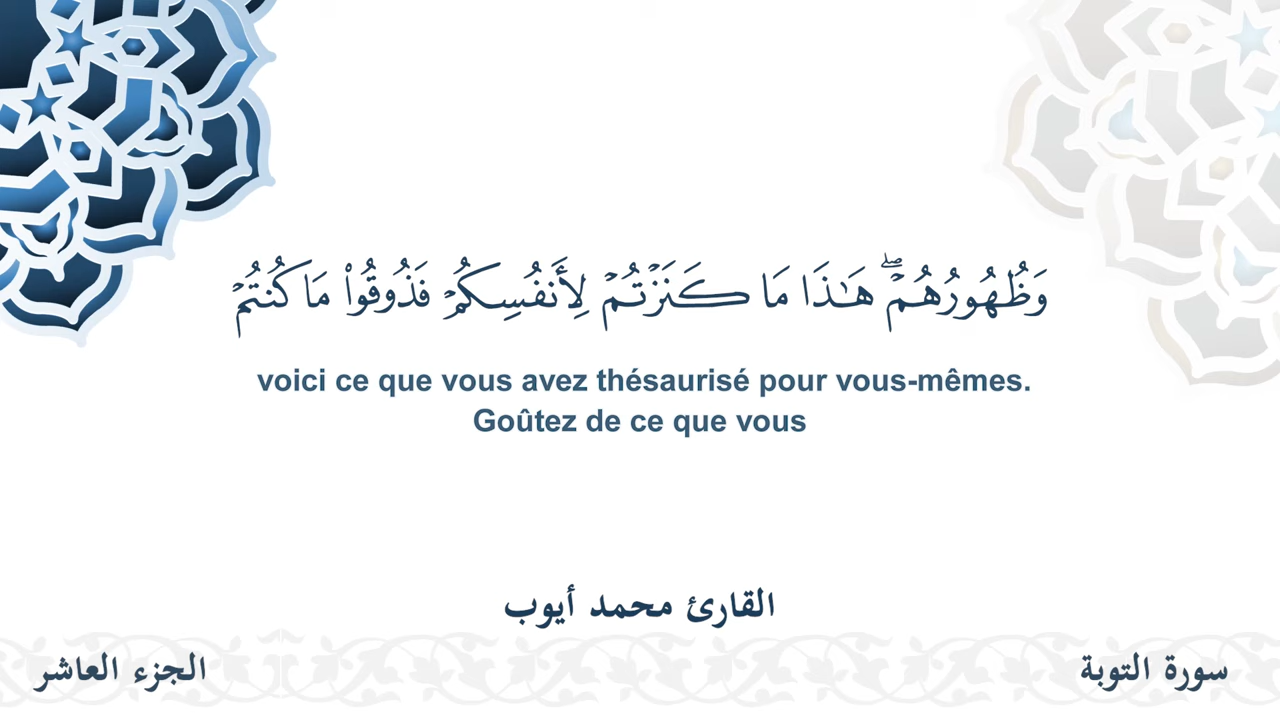 وَظُهُورُهُمْۖ هَٰذَا مَا كَنَزْتُمْ لِأَنفُسِكُمْ فَذُوقُوا۟ مَا كُنتُمْ
voici ce que vous avez thésaurisé pour vous-mêmes.
Goûtez de ce que vous
القارئ محمد أيوب
سورة التوبة
الجزء العاشر